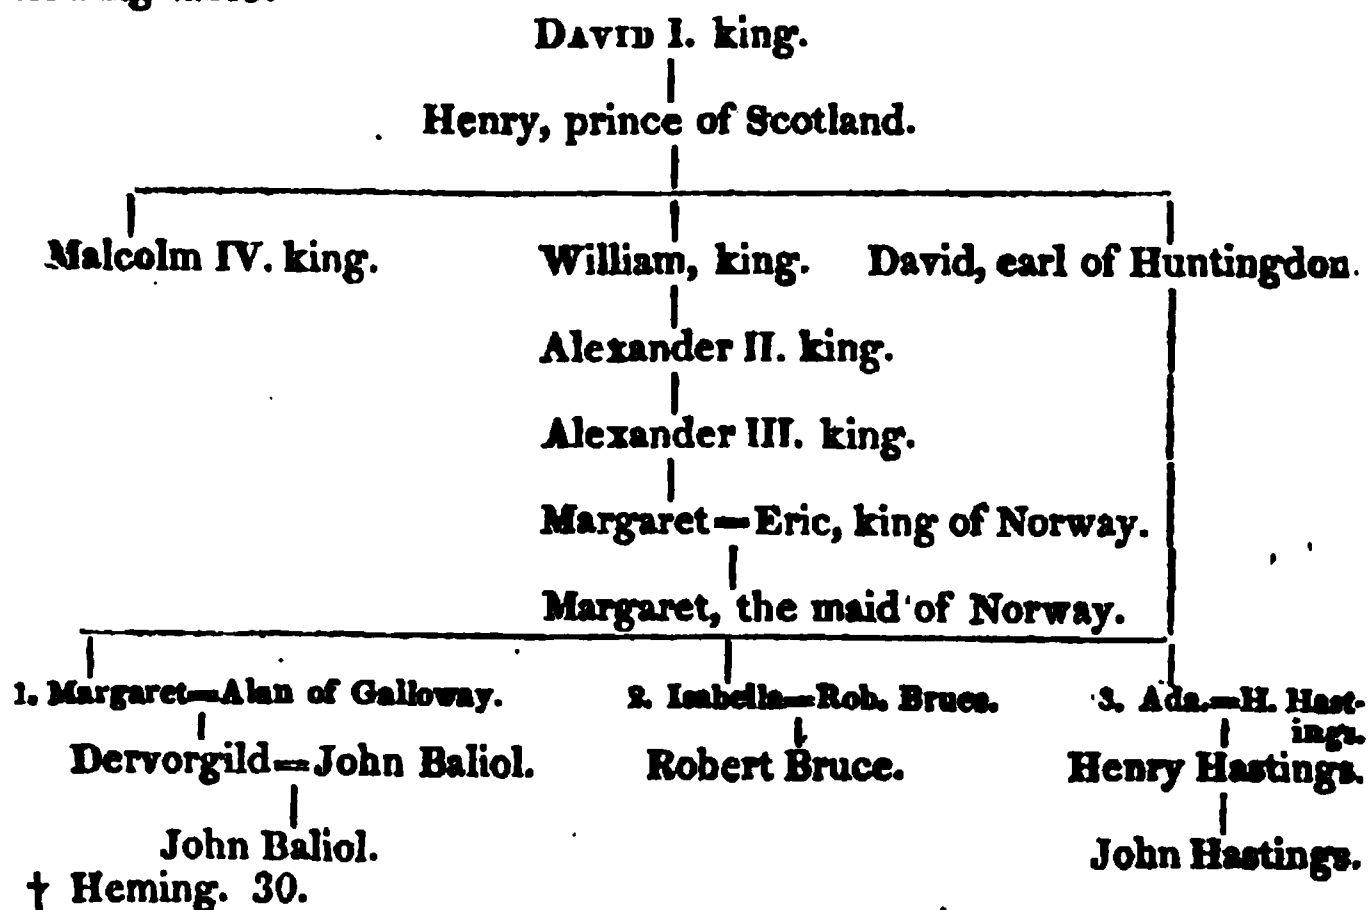 DAVID I. king.
Henry, prince of Scotland.
Malcolm IV. king. William, king. David, earl of Huntingdon.
Alexander II. king.
Alexander III. king.
Margaret=Eric, king of Norway.
Margaret, the maid of Norway.
1. Margaret=Alan of Galloway. 2. Isabella=Rob. Bruce. 3. Ada.=H. Hast-
ings.
Dervorgild=John Baliol. Robert Bruce. Henry Hastings.
John Baliol. John Hastings.
† Heming. 30.